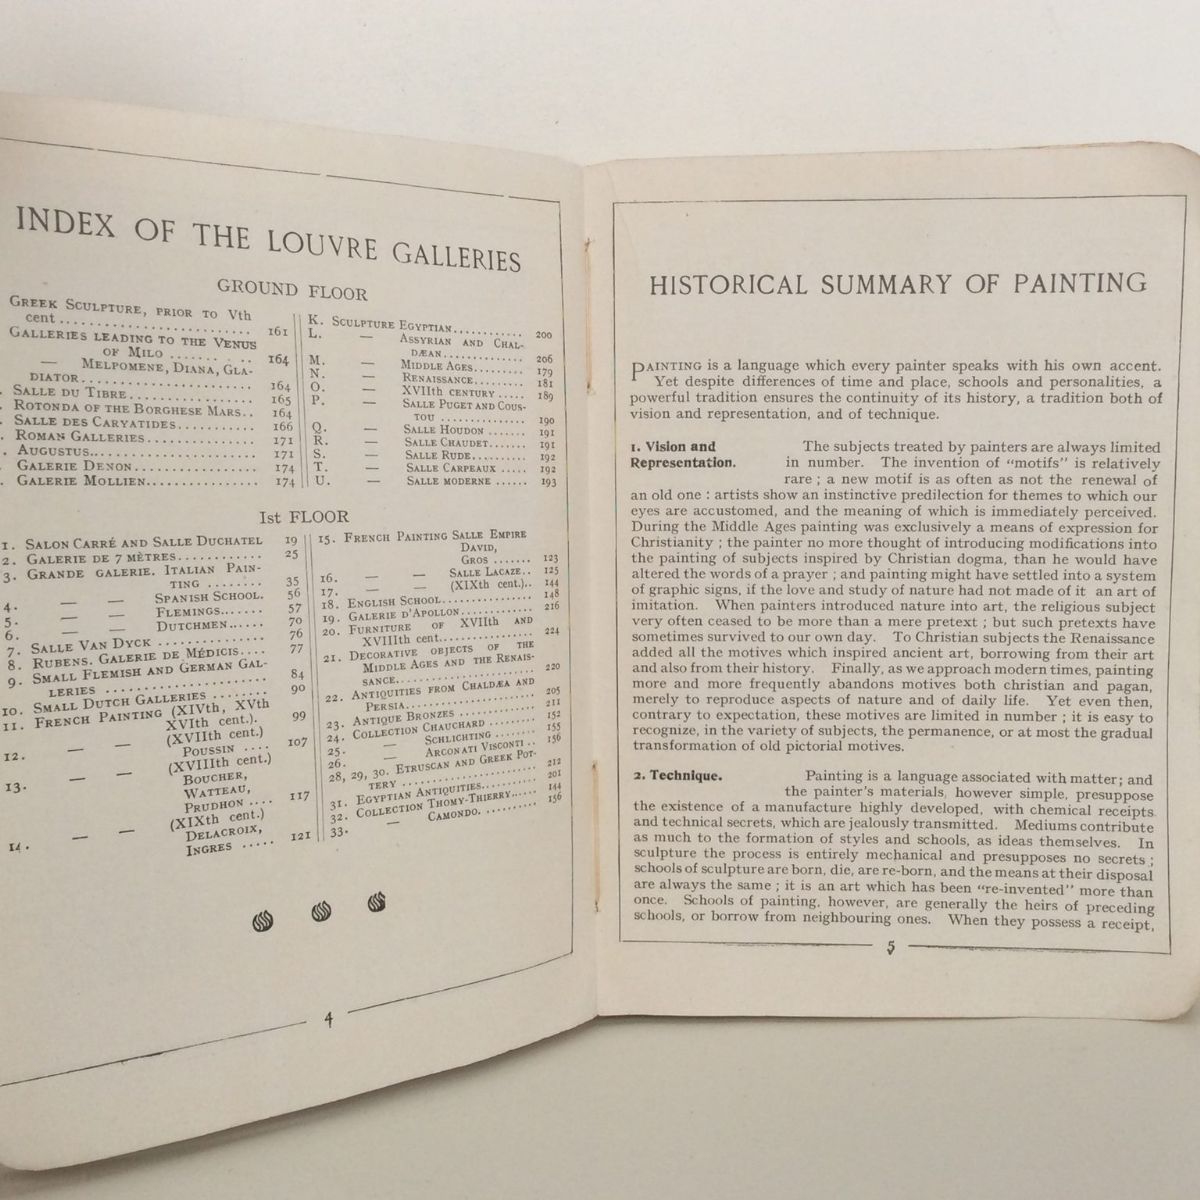 INDEX OF THE LOUVRE GALLERIES
GROUND FLOOR
GREEK SCULPTURE, PRIOR TO Vth
cent .......................... 161
GALLERIES LEADING TO THE VENUS
OF MILO ........... 164
— MELPOMENE, DIANA, GLA-
DIATOR ........................ 164
. SALLE DU TIBRE .................. 165
. ROTONDA OF THE BORGHESE MARS.. 164
. SALLE DES CARYATIDES ............ 166
. ROMAN GALLERIES ................ 171
. AUGUSTUS ...................... 171
. GALERIE DENON .................. 174
. GALERIE MOLLIEN ................ 174
K. SCULPTURE EGYPTIAN ............ 200
L. — ASSYRIAN AND CHAL-
DÆAN ............ 206
M. — MIDDLE AGES ......... 179
N. — RENAISSANCE ......... 181
O. — XVIIth CENTURY ..... 189
P. — SALLE PUGET AND COUS-
TOU .............. 190
Q. — SALLE HOUDON ....... 191
R. — SALLE CHAUDET ....... 191
S. — SALLE RUDE ......... 192
T. — SALLE CARPEAUX ..... 192
U. — SALLE MODERNE ...... 193
1st FLOOR
1. SALON CARRÉ AND SALLE DUCHATEL 19
2. GALERIE DE 7 MÈTRES ............ 25
3. GRANDE GALERIE. ITALIAN PAIN-
TING ........ 35
4. — — SPANISH SCHOOL. 56
5. — — FLEMINGS ....... 57
6. — — DUTCHMEN ...... 70
7. SALLE VAN DYCK ............... 76
8. RUBENS. GALERIE DE MÉDICIS .... 77
9. SMALL FLEMISH AND GERMAN GAL-
LERIES ...................... 84
10. SMALL DUTCH GALLERIES ........ 90
11. FRENCH PAINTING (XIVth, XVth
XVIth cent.). 99
12. — — (XVIIth cent.)
POUSSIN .... 107
13. — — (XVIIIth cent.)
BOUCHER,
WATTEAU,
PRUDHON .... 117
14. — — (XIXth cent.)
DELACROIX,
INGRES ..... 121
15. FRENCH PAINTING SALLE EMPIRE
DAVID,
GROS ....... 123
16. — — SALLE LACAZE.. 125
17. — — (XIXth cent.).. 144
18. ENGLISH SCHOOL ............... 148
19. GALERIE D'APOLLON ............ 216
20. FURNITURE OF XVIIth AND
XVIIIth cent. ................ 224
21. DECORATIVE OBJECTS OF THE
MIDDLE AGES AND THE RENAIS-
SANCE ........................ 220
22. ANTIQUITIES FROM CHALDÆA AND
PERSIA ....................... 205
23. ANTIQUE BRONZES .............. 211
24. COLLECTION CHAUCHARD ......... 152
25. — SCHLICHTING ........ 155
26. — ARCONATI VISCONTI .. 156
28, 29, 30. ETRUSCAN AND GREEK POT-
TERY ......................... 212
31. EGYPTIAN ANTIQUITIES ......... 201
32. COLLECTION THOMY-THIERRY ..... 144
33. — CAMONDO. .......... 156
4
HISTORICAL SUMMARY OF PAINTING
PAINTING is a language which every painter speaks with his own accent.
Yet despite differences of time and place, schools and personalities, a
powerful tradition ensures the continuity of its history, a tradition both of
vision and representation, and of technique.
1. Vision and Representation. The subjects treated by painters are always limited
in number. The invention of "motifs" is relatively
rare ; a new motif is as often as not the renewal of
an old one : artists show an instinctive predilection for themes to which our
eyes are accustomed, and the meaning of which is immediately perceived.
During the Middle Ages painting was exclusively a means of expression for
Christianity ; the painter no more thought of introducing modifications into
the painting of subjects inspired by Christian dogma, than he would have
altered the words of a prayer ; and painting might have settled into a system
of graphic signs, if the love and study of nature had not made of it an art of
imitation. When painters introduced nature into art, the religious subject
very often ceased to be more than a mere pretext ; but such pretexts have
sometimes survived to our own day. To Christian subjects the Renaissance
added all the motives which inspired ancient art, borrowing from their art
and also from their history. Finally, as we approach modern times, painting
more and more frequently abandons motives both christian and pagan,
merely to reproduce aspects of nature and of daily life. Yet even then,
contrary to expectation, these motives are limited in number ; it is easy to
recognize, in the variety of subjects, the permanence, or at most the gradual
transformation of old pictorial motives.
2. Technique. Painting is a language associated with matter; and
the painter's materials, however simple, presuppose
the existence of a manufacture highly developed, with chemical receipts
and technical secrets, which are jealously transmitted. Mediums contribute
as much to the formation of styles and schools, as ideas themselves. In
sculpture the process is entirely mechanical and presupposes no secrets ;
schools of sculpture are born, die, are re-born, and the means at their disposal
are always the same ; it is an art which has been "re-invented" more than
once. Schools of painting, however, are generally the heirs of preceding
schools, or borrow from neighbouring ones. When they possess a receipt,
5